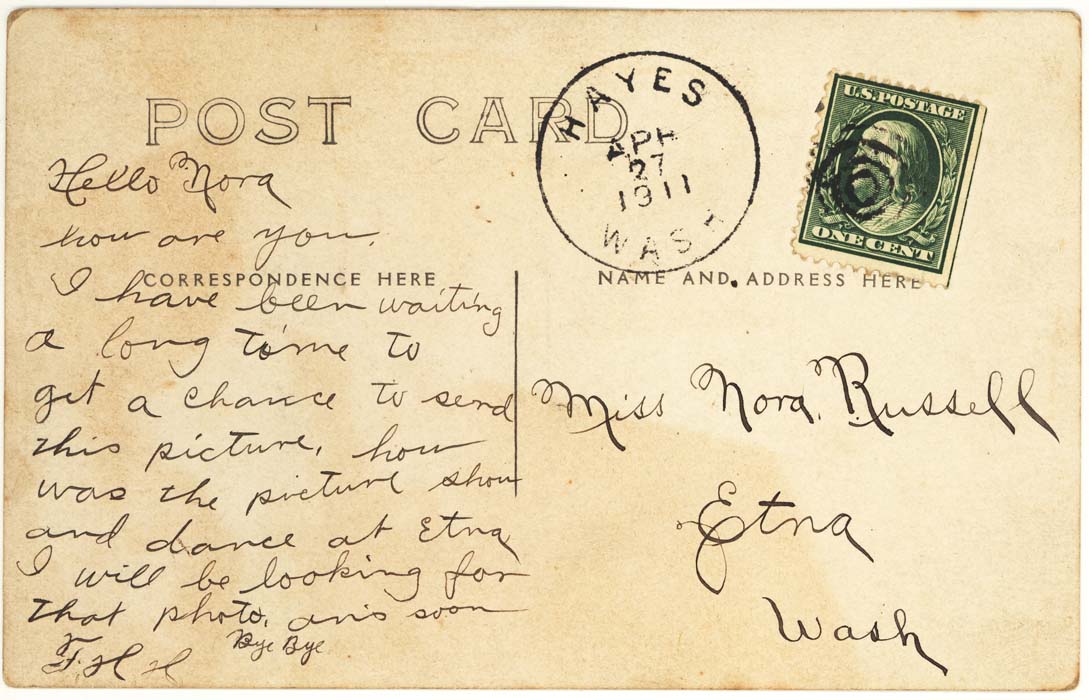 POST CARD
HAYES
APR
27
1911
WASH
U.S. POSTAGE
ONE CENT
Hello Nora
how are you.
CORRESPONDENCE HERE
I have been waiting
a long time to
get a chance to send
this picture, how
was the picture show
and dance at Etna
I will be looking for
that photo, ans soon
Bye Bye
F. H H
NAME AND ADDRESS HERE
Miss Nora Russell
Etna
Wash